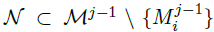 𝒩 ⊂ ℳ^{j−1} \ {M_i^{j−1}}